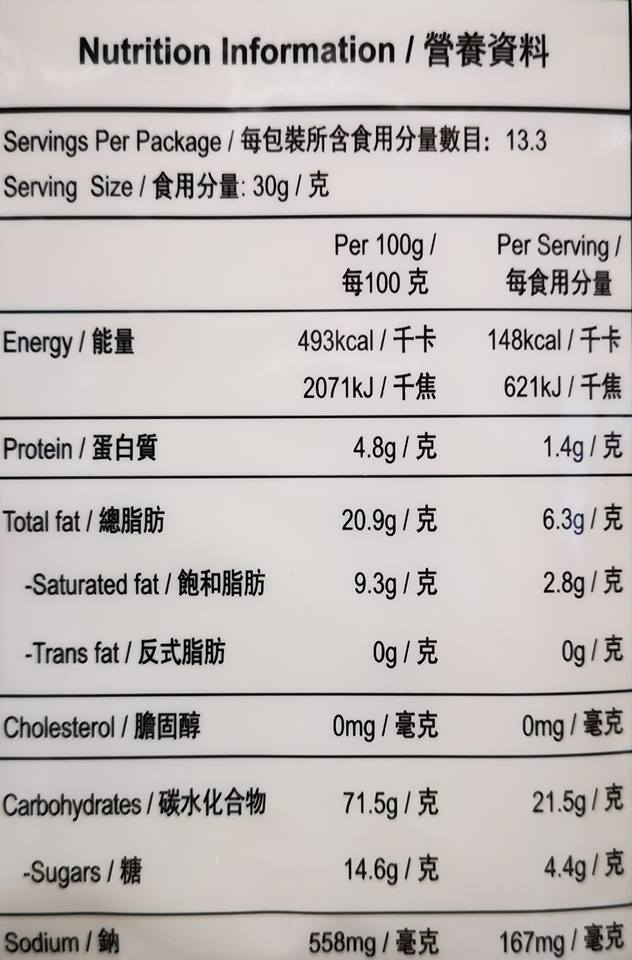 Nutrition Information / 營養資料
Servings Per Package / 每包裝所含食用分量數目: 13.3
Serving Size / 食用分量: 30g / 克
Per 100g / Per Serving /
每100 克 每食用分量
Energy / 能量 493kcal / 千卡 148kcal / 千卡
2071kJ / 千焦 621kJ / 千焦
Protein / 蛋白質 4.8g / 克 1.4g / 克
Total fat / 總脂肪 20.9g / 克 6.3g / 克
-Saturated fat / 飽和脂肪 9.3g / 克 2.8g / 克
-Trans fat / 反式脂肪 0g / 克 0g / 克
Cholesterol / 膽固醇 0mg / 毫克 0mg / 毫克
Carbohydrates / 碳水化合物 71.5g / 克 21.5g / 克
-Sugars / 糖 14.6g / 克 4.4g / 克
Sodium / 鈉 558mg / 毫克 167mg / 毫克